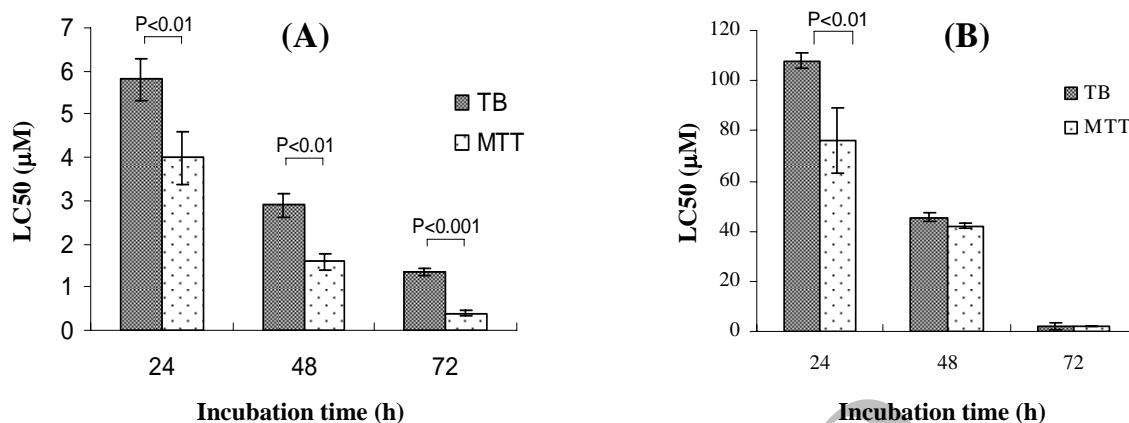 (A)
P<0.01
P<0.01
P<0.001
TB
MTT
LC50 (µM)
7
6
5
4
3
2
1
0
24 48 72
Incubation time (h)
(B)
P<0.01
TB
MTT
LC50 (µM)
120
100
80
60
40
20
0
24 48 72
Incubation time (h)